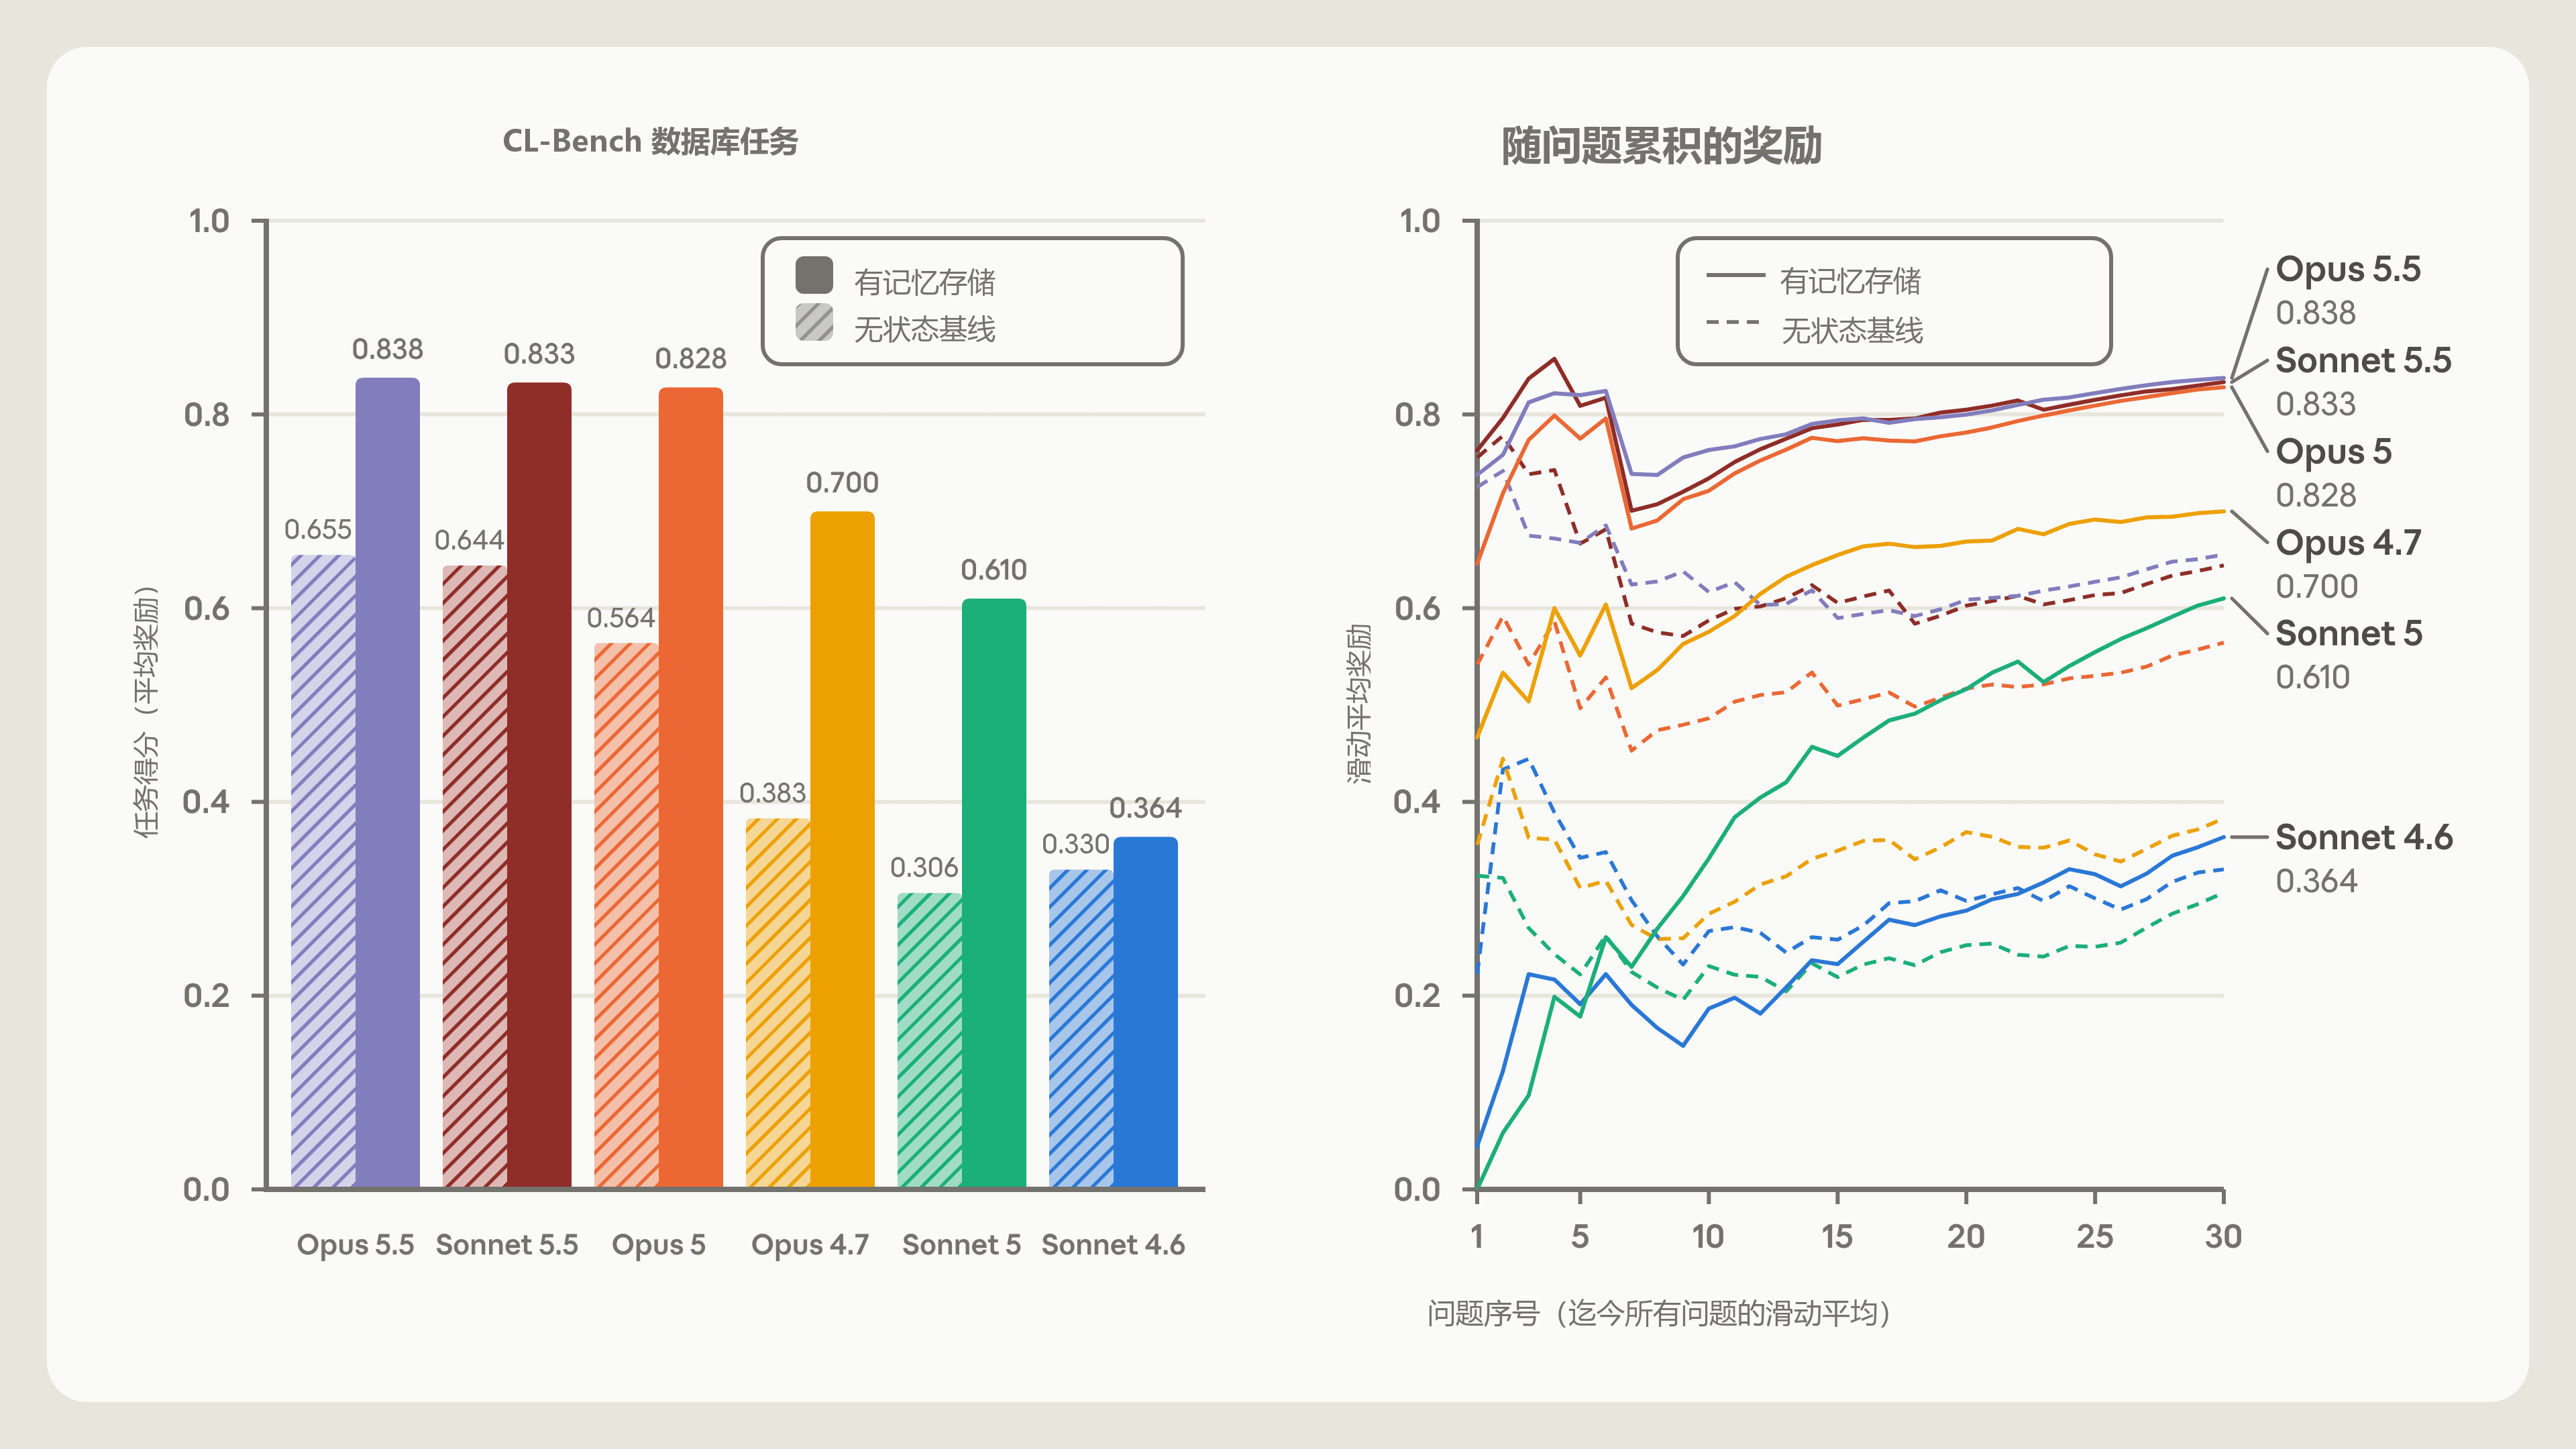 CL-Bench 数据库任务
任务得分（平均奖励）
1.0
0.8
0.6
0.4
0.2
0.0
有记忆存储
无状态基线
0.655
0.838
0.644
0.833
0.564
0.828
0.383
0.700
0.306
0.610
0.330
0.364
Opus 5.5
Sonnet 5.5
Opus 5
Opus 4.7
Sonnet 5
Sonnet 4.6
随问题累积的奖励
滑动平均奖励
1.0
0.8
0.6
0.4
0.2
0.0
有记忆存储
无状态基线
Opus 5.5
0.838
Sonnet 5.5
0.833
Opus 5
0.828
Opus 4.7
0.700
Sonnet 5
0.610
Sonnet 4.6
0.364
1 5 10 15 20 25 30
问题序号（迄今所有问题的滑动平均）